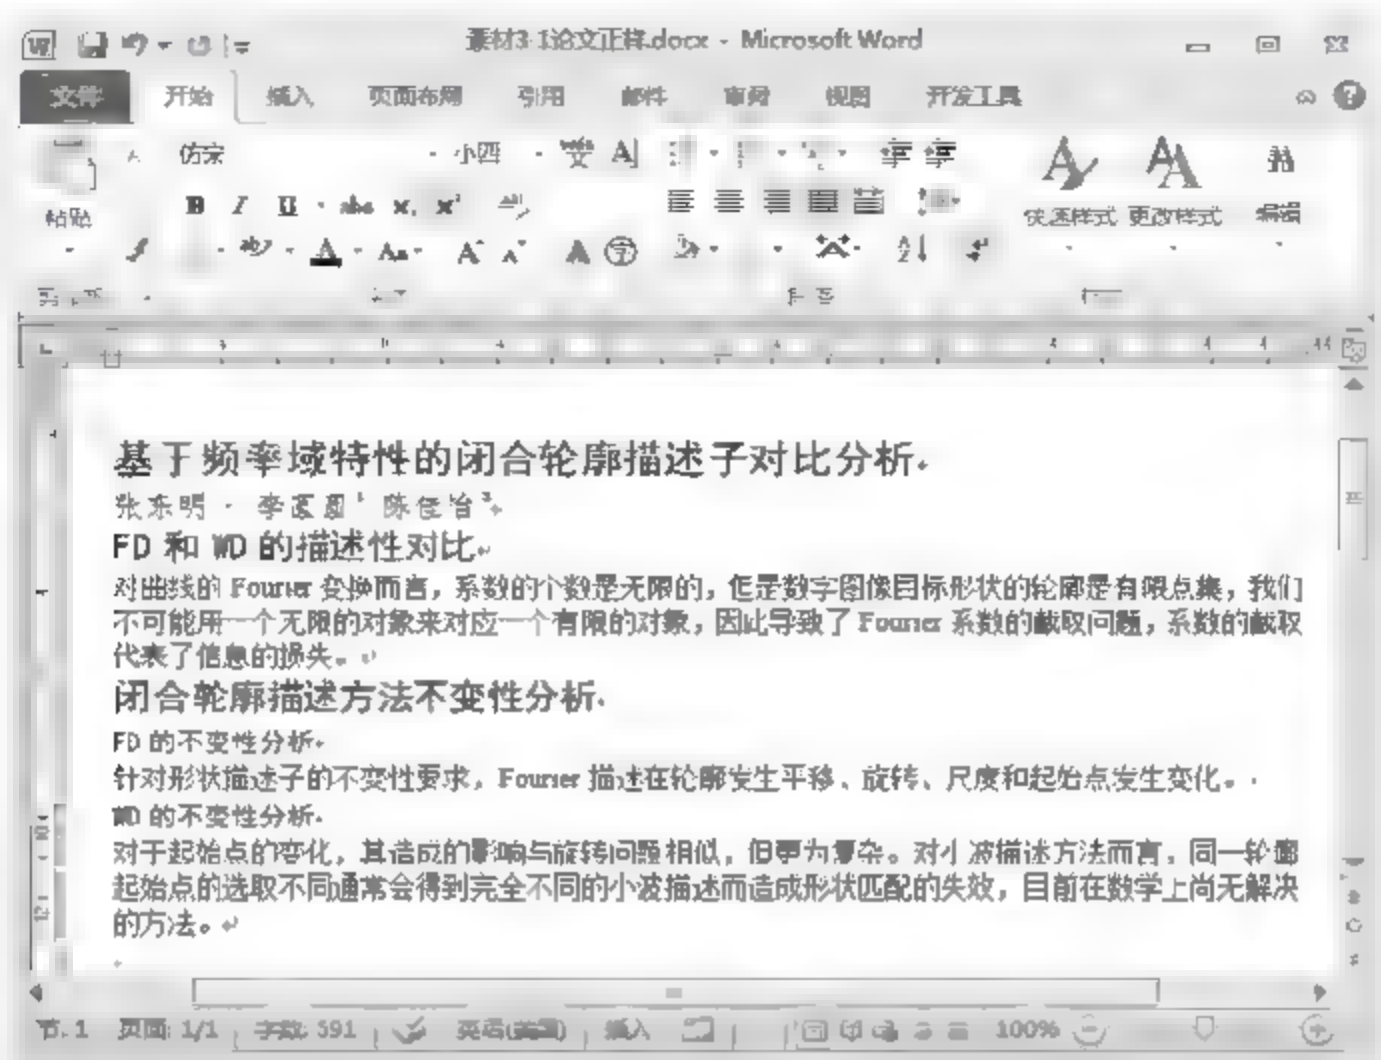 素材3-1论文正样.docx - Microsoft Word
文件 开始 插入 页面布局 引用 邮件 审阅 视图 开发工具
仿宋 小四
粘贴 快速样式 更改样式 编辑
基于频率域特性的闭合轮廓描述子对比分析
张东明 李圆圆 陈佳怡
FD 和 WD 的描述性对比
对曲线的 Fourier 变换而言，系数的个数是无限的，但是数字图像目标形状的轮廓是有限点集，我们
不可能用一个无限的对象来对应一个有限的对象，因此导致了 Fourier 系数的截取问题，系数的截取
代表了信息的损失。
闭合轮廓描述方法不变性分析
FD 的不变性分析
针对形状描述子的不变性要求，Fourier 描述在轮廓发生平移、旋转、尺度和起始点发生变化。
WD 的不变性分析
对于起始点的变化，其造成的影响与旋转问题相似，但更为复杂。对小波描述方法而言，同一轮廓
起始点的选取不同通常会得到完全不同的小波描述而造成形状匹配的失效，目前在数学上尚无解决
的方法。
节: 1 页面: 1/1 字数: 591 英语(美国) 插入 100%